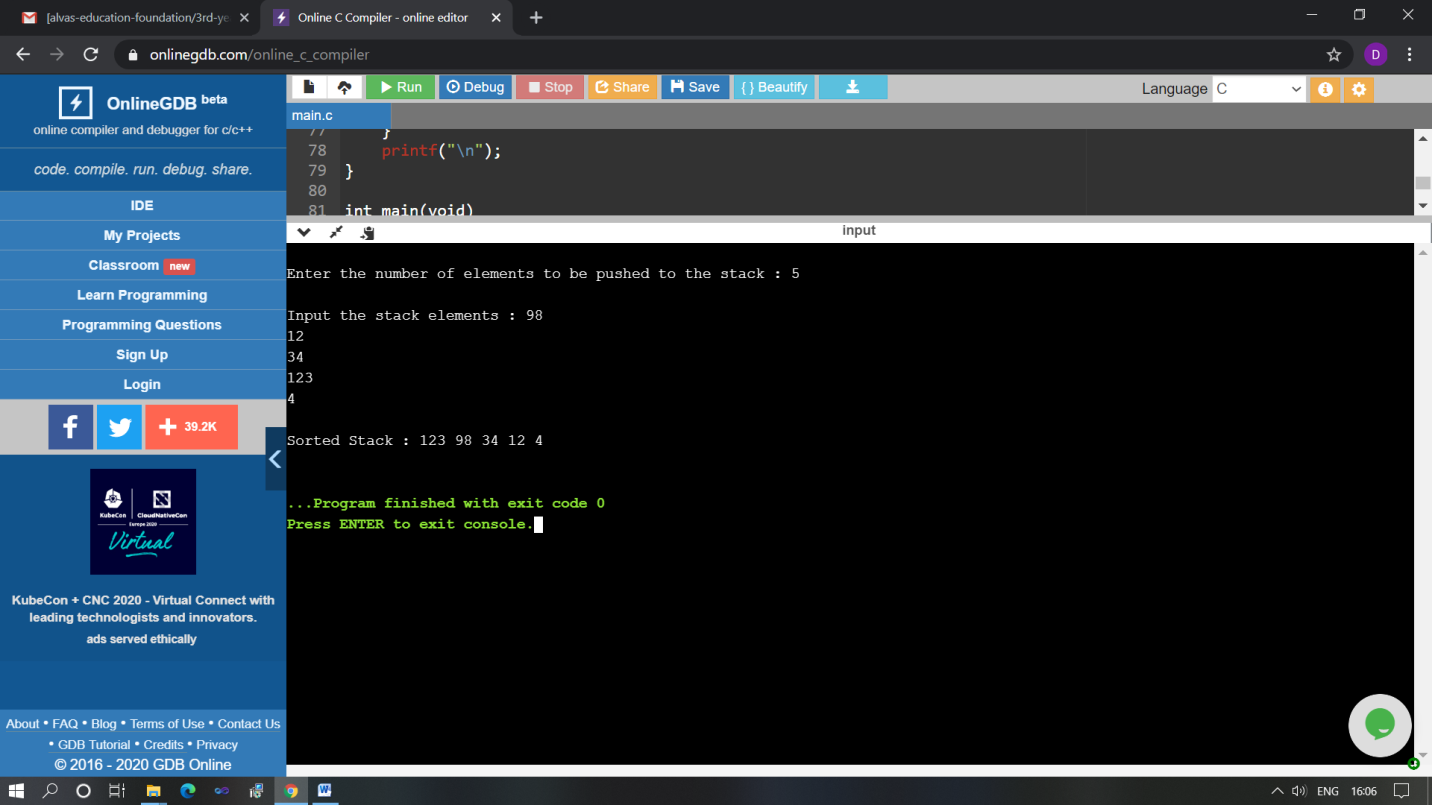 [alvas-education-foundation/3rd-ye
Online C Compiler - online editor
onlinegdb.com/online_c_compiler
D
OnlineGDB beta
online compiler and debugger for c/c++
code. compile. run. debug. share.
IDE
My Projects
Classroom new
Learn Programming
Programming Questions
Sign Up
Login
39.2K
KubeCon CloudNativeCon
Europe 2020
Virtual
KubeCon + CNC 2020 - Virtual Connect with
leading technologists and innovators.
ads served ethically
About • FAQ • Blog • Terms of Use • Contact Us
• GDB Tutorial • Credits • Privacy
© 2016 - 2020 GDB Online
Run Debug Stop Share Save { } Beautify
Language C
main.c
77 }
78 printf("\n");
79 }
80
81 int main(void)
input
Enter the number of elements to be pushed to the stack : 5
Input the stack elements : 98
12
34
123
4
Sorted Stack : 123 98 34 12 4
...Program finished with exit code 0
Press ENTER to exit console.
ENG 16:06